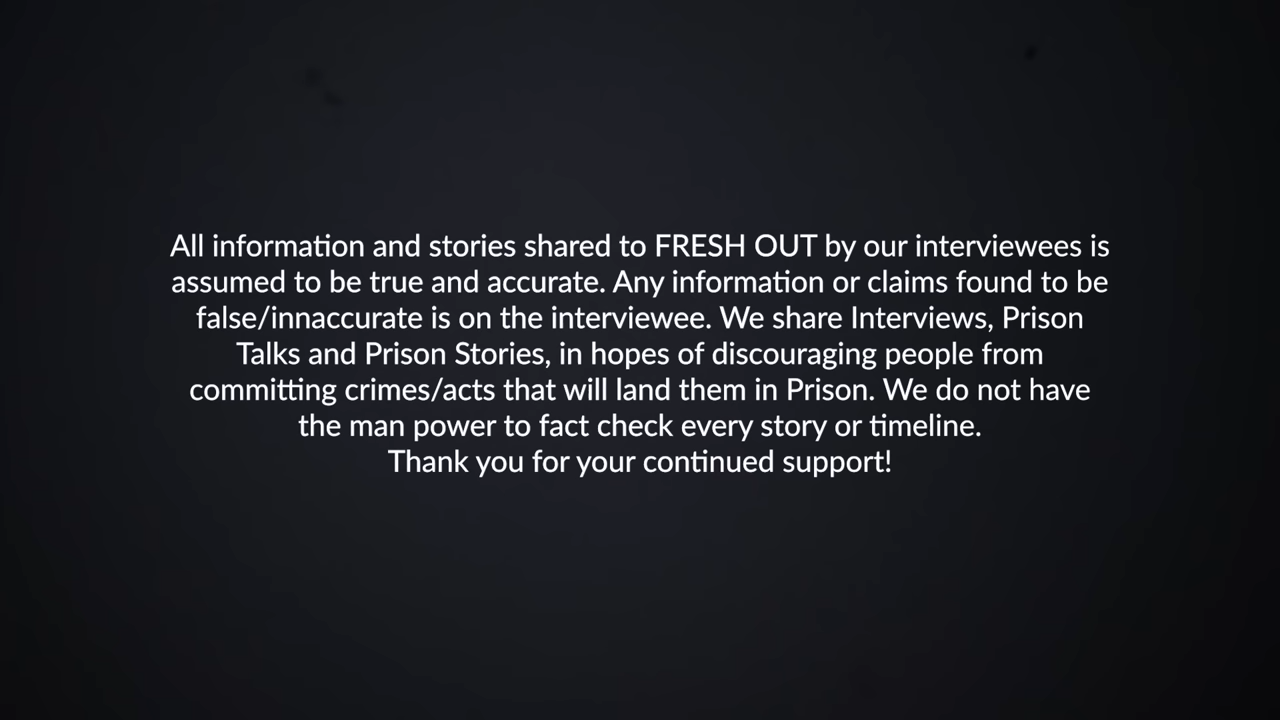 All information and stories shared to FRESH OUT by our interviewees is
assumed to be true and accurate. Any information or claims found to be
false/innaccurate is on the interviewee. We share Interviews, Prison
Talks and Prison Stories, in hopes of discouraging people from
committing crimes/acts that will land them in Prison. We do not have
the man power to fact check every story or timeline.
Thank you for your continued support!